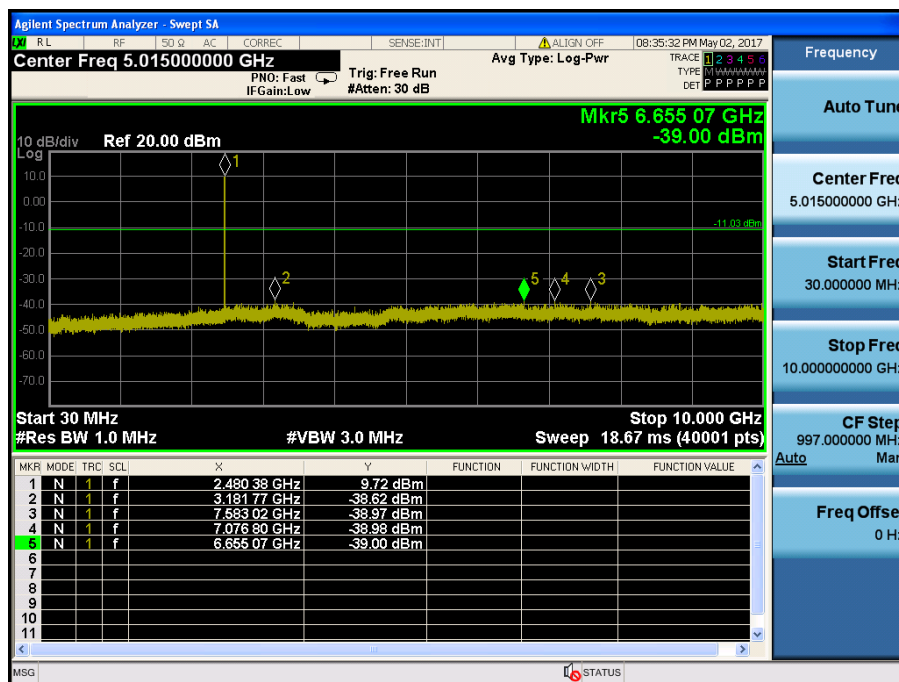 Agilent Spectrum Analyzer - Swept SA
LXI RL RF 50 Ω AC CORREC SENSE:INT ALIGN OFF 08:35:32 PM May 02, 2017
Center Freq 5.015000000 GHz
PNO: Fast
IFGain:Low
Trig: Free Run
#Atten: 30 dB
Avg Type: Log-Pwr
TRACE 1 2 3 4 5 6
TYPE M WWWWW
DET P P P P P P
Mkr5 6.655 07 GHz
-39.00 dBm
10 dB/div Ref 20.00 dBm
Log
10.0
0.00
-10.0
-20.0
-30.0
-40.0
-50.0
-60.0
-70.0
1
2
5
4
3
-11.03 dBm
Start 30 MHz Stop 10.000 GHz
#Res BW 1.0 MHz #VBW 3.0 MHz Sweep 18.67 ms (40001 pts)
MKR MODE TRC SCL X Y FUNCTION FUNCTION WIDTH FUNCTION VALUE
1 N 1 f 2.480 38 GHz 9.72 dBm
2 N 1 f 3.181 77 GHz -38.62 dBm
3 N 1 f 7.583 02 GHz -38.97 dBm
4 N 1 f 7.076 80 GHz -38.98 dBm
5 N 1 f 6.655 07 GHz -39.00 dBm
6
7
8
9
10
11
MSG STATUS
Frequency
Auto Tune
Center Freq
5.015000000 GHz
Start Freq
30.000000 MHz
Stop Freq
10.000000000 GHz
CF Step
997.000000 MHz
Auto Man
Freq Offset
0 Hz